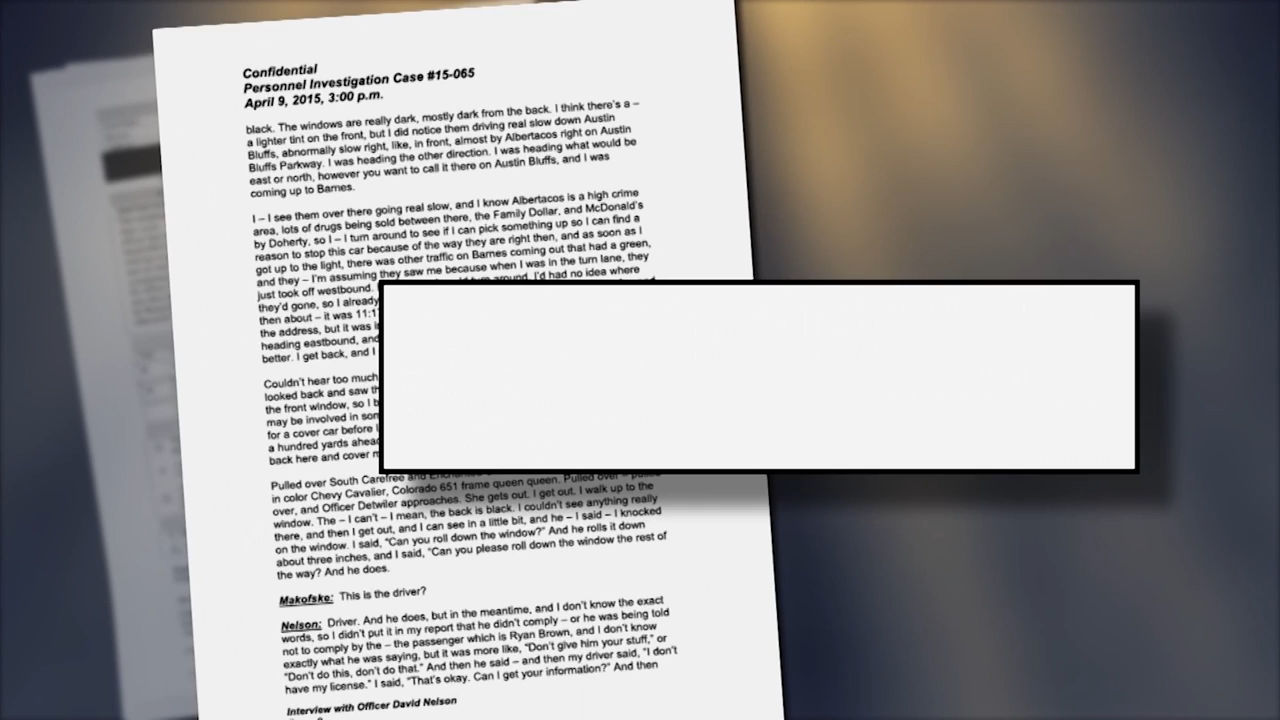 Confidential
Personnel Investigation Case #15-065
April 9, 2015, 3:00 p.m.
black. The windows are really dark, mostly dark from the back. I think there's a –
a lighter tint on the front, but I did notice them driving real slow down Austin
Bluffs, abnormally slow right, like, in front, almost by Albertacos right on Austin
Bluffs Parkway. I was heading the other direction. I was heading what would be
east or north, however you want to call it there on Austin Bluffs, and I was
coming up to Barnes.
I – I see them over there going real slow, and I know Albertacos is a high crime
area, lots of drugs being sold between there, the Family Dollar, and McDonald's
by Doherty, so I – I turn around to see if I can pick something up so I can find a
reason to stop this car because of the way they are right then, and as soon as I
got up to the light, there was other traffic on Barnes coming out that had a green,
and they – I'm assuming they saw me because when I was in the turn lane, they
just took off westbound. turn around. I'd had no idea where
they'd gone, so I already
then about – it was
the address, but it was
heading eastbound, and
better. I get back, and I
Couldn't hear too much
looked back and saw
the front window, so I
may be involved in
for a cover car before
a hundred yards
back here and cover
Pulled over South Carefree and
in color Chevy Cavalier, Colorado 651 frame queen queen. Pulled over
over, and Officer Detwiler approaches. She gets out. I get out. I walk up to the
window. The – I can't – I mean, the back is black. I couldn't see anything really
there, and then I get out, and I can see in a little bit, and he – I said – I knocked
on the window. I said, "Can you roll down the window?" And he rolls it down
about three inches, and I said, "Can you please roll down the window the rest of
the way? And he does.
Makofske: This is the driver?
Nelson: Driver. And he does, but in the meantime, and I don't know the exact
words, so I didn't put it in my report that he didn't comply – or he was being told
not to comply by the – the passenger which is Ryan Brown, and I don't know
exactly what he was saying, but it was more like, "Don't give him your stuff," or
"Don't do this, don't do that." And then he said – and then my driver said, "I don't
have my license." I said, "That's okay. Can I get your information?" And then
Interview with Officer David Nelson